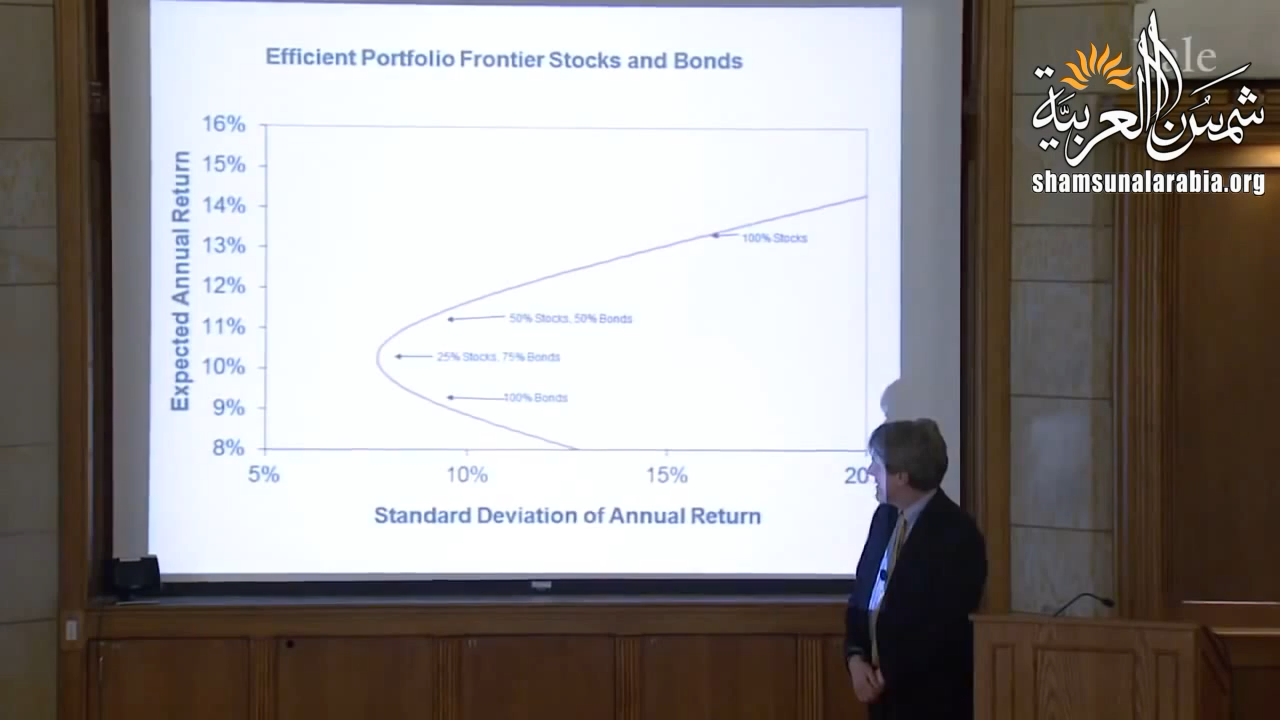 Efficient Portfolio Frontier Stocks and Bonds
Yale
شمس العربية
shamsunalarabia.org
Expected Annual Return
16%
15%
14%
13%
12%
11%
10%
9%
8%
100% Stocks
50% Stocks, 50% Bonds
25% Stocks, 75% Bonds
100% Bonds
5%
10%
15%
20
Standard Deviation of Annual Return